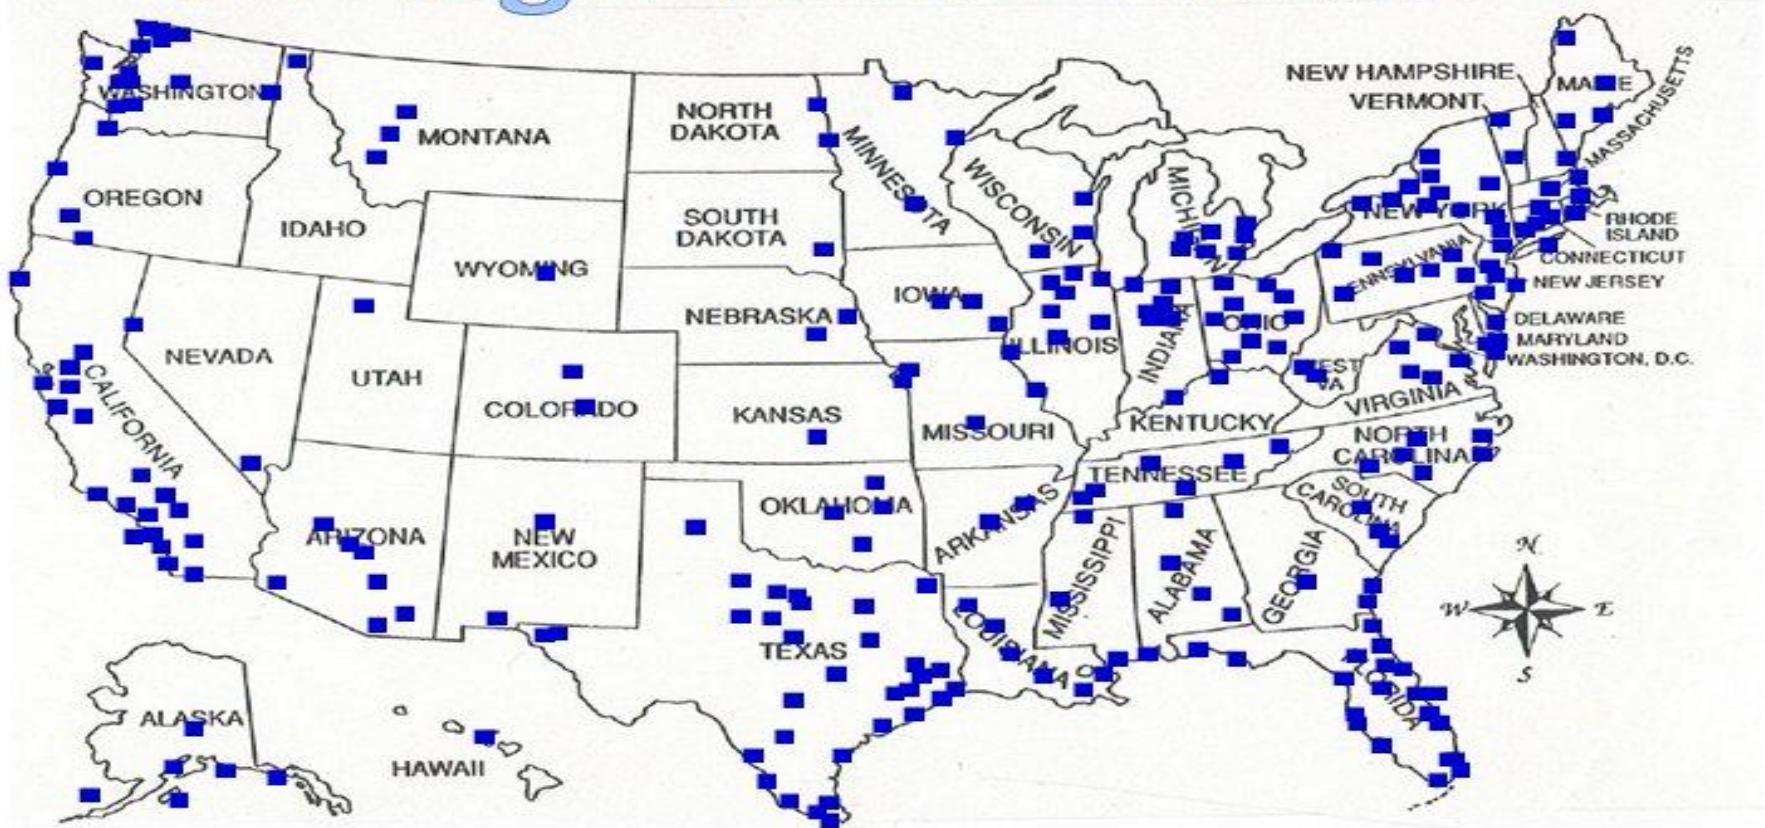 WASHINGTON
OREGON
IDAHO
MONTANA
WYOMING
NEVADA
UTAH
COLORADO
CALIFORNIA
ARIZONA
NEW
MEXICO
NORTH
DAKOTA
SOUTH
DAKOTA
NEBRASKA
KANSAS
OKLAHOMA
TEXAS
MINNESOTA
IOWA
MISSOURI
ARKANSAS
LOUISIANA
WISCONSIN
ILLINOIS
MICHIGAN
INDIANA
OHIO
KENTUCKY
TENNESSEE
MISSISSIPPI
ALABAMA
GEORGIA
FLORIDA
SOUTH
CAROLINA
NORTH
CAROLINA
VIRGINIA
WEST
VA
PENNSYLVANIA
NEW YORK
NEW HAMPSHIRE
VERMONT
MAINE
MASSACHUSETTS
RHODE
ISLAND
CONNECTICUT
NEW JERSEY
DELAWARE
MARYLAND
WASHINGTON, D.C.
N
W
E
S
ALASKA
HAWAII